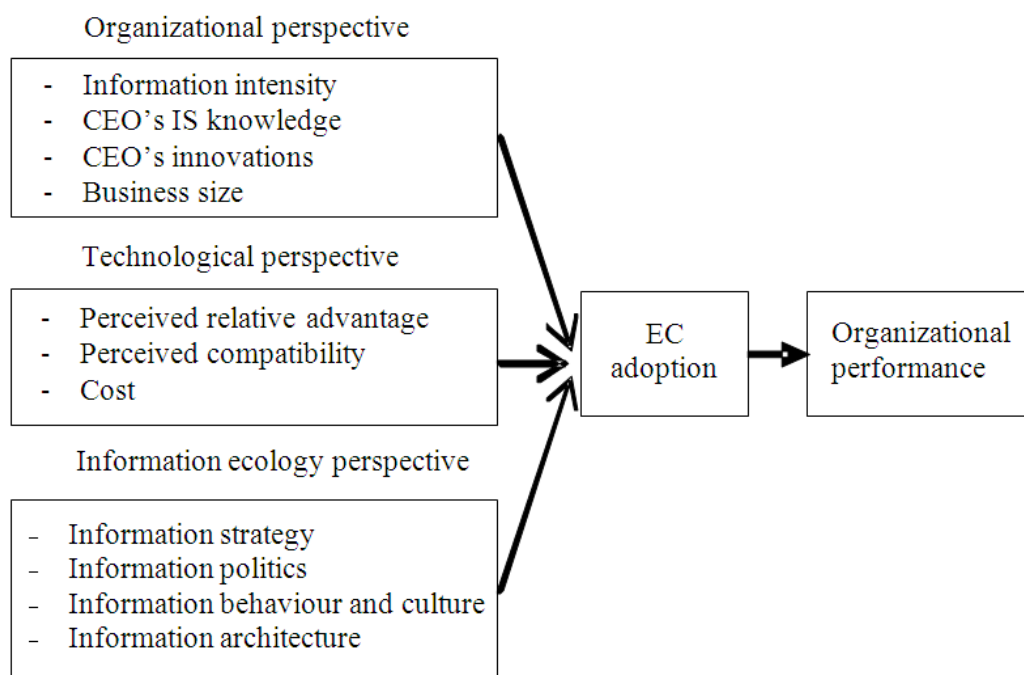 Organizational perspective
- Information intensity
- CEO’s IS knowledge
- CEO’s innovations
- Business size
Technological perspective
- Perceived relative advantage
- Perceived compatibility
- Cost
Information ecology perspective
- Information strategy
- Information politics
- Information behaviour and culture
- Information architecture
EC
adoption
Organizational
performance